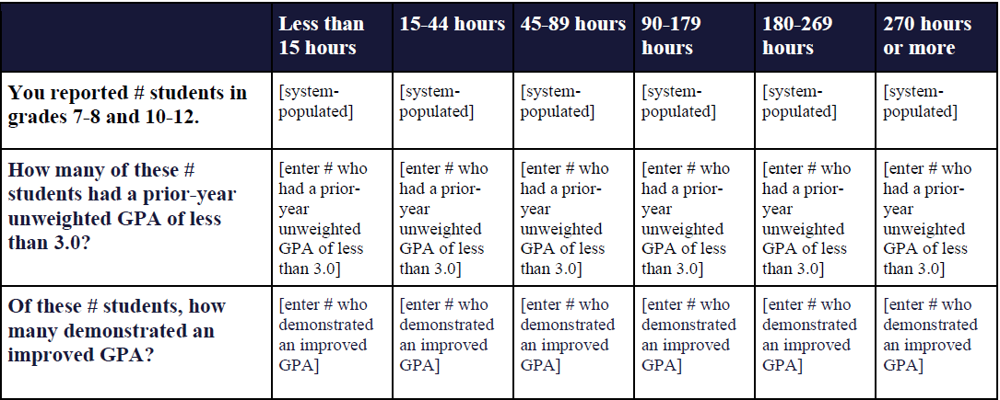 Less than
15 hours
15-44 hours
45-89 hours
90-179
hours
180-269
hours
270 hours
or more
You reported # students in
grades 7-8 and 10-12.
[system-
populated]
[system-
populated]
[system-
populated]
[system-
populated]
[system-
populated]
[system-
populated]
How many of these #
students had a prior-year
unweighted GPA of less
than 3.0?
[enter # who
had a prior-
year
unweighted
GPA of less
than 3.0]
[enter # who
had a prior-
year
unweighted
GPA of less
than 3.0]
[enter # who
had a prior-
year
unweighted
GPA of less
than 3.0]
[enter # who
had a prior-
year
unweighted
GPA of less
than 3.0]
[enter # who
had a prior-
year
unweighted
GPA of less
than 3.0]
[enter # who
had a prior-
year
unweighted
GPA of less
than 3.0]
Of these # students, how
many demonstrated an
improved GPA?
[enter # who
demonstrated
an improved
GPA]
[enter # who
demonstrated
an improved
GPA]
[enter # who
demonstrated
an improved
GPA]
[enter # who
demonstrated
an improved
GPA]
[enter # who
demonstrated
an improved
GPA]
[enter # who
demonstrated
an improved
GPA]